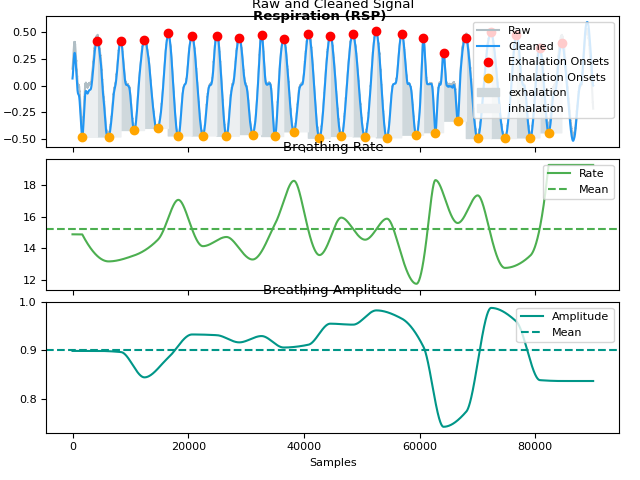 Raw and Cleaned Signal
Respiration (RSP)
0.50
0.25
0.00
−0.25
−0.50
Raw
Cleaned
Exhalation Onsets
Inhalation Onsets
exhalation
inhalation
Breathing Rate
18
16
14
12
Rate
Mean
Breathing Amplitude
1.0
0.9
0.8
Amplitude
Mean
0
20000
40000
60000
80000
Samples